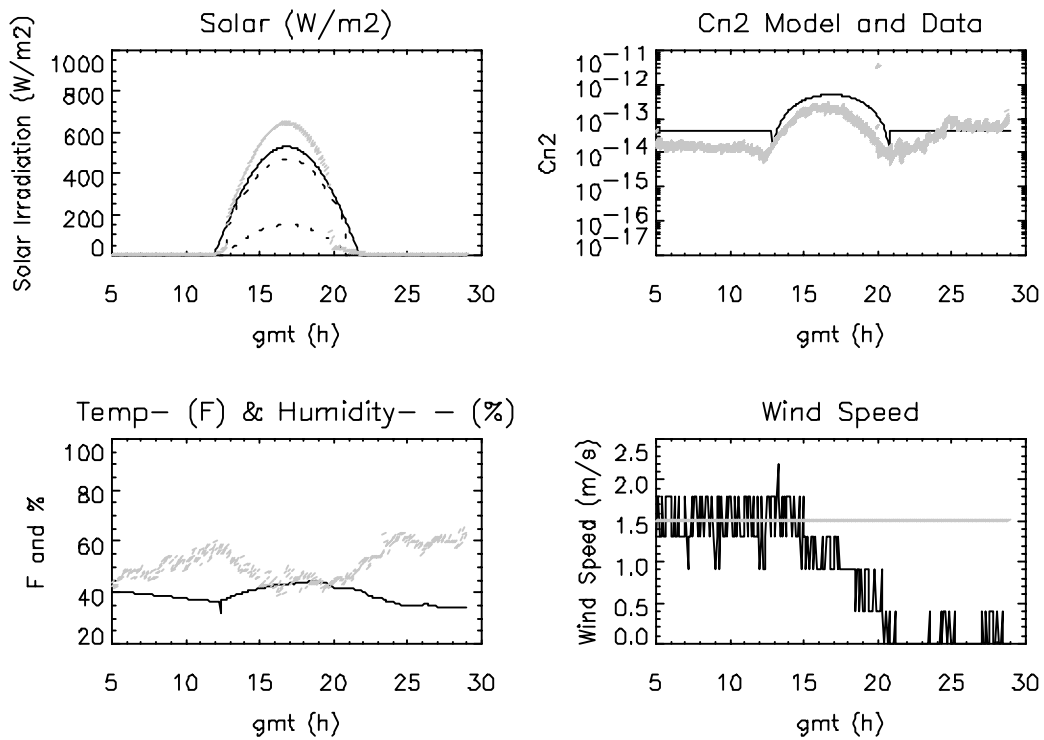 Solar (W/m2)
Solar Irradiation {W/m2)
1000
800
600
400
200
0
5 10 15 20 25 30
gmt {h)
Cn2 Model and Data
Cn2
10−11
10−12
10−13
10−14
10−15
10−16
10−17
5 10 15 20 25 30
gmt {h)
Temp− (F) & Humidity− − (%)
F and %
100
80
60
40
20
5 10 15 20 25 30
gmt {h)
Wind Speed
Wind Speed (m/s)
2.5
2.0
1.5
1.0
0.5
0.0
5 10 15 20 25 30
gmt {h)